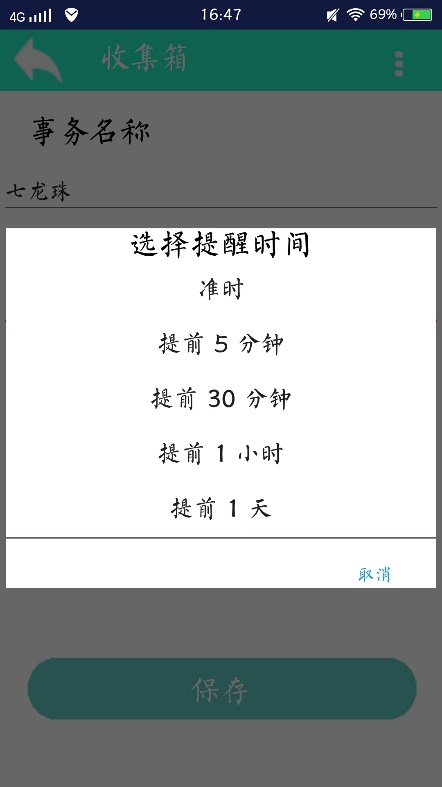 4G 16:47 69%
收集箱
事务名称
七龙珠
选择提醒时间
准时
提前 5 分钟
提前 30 分钟
提前 1 小时
提前 1 天
取消
保存